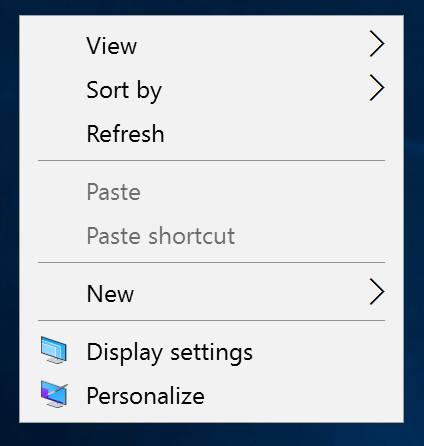 View
Sort by
Refresh
Paste
Paste shortcut
New
Display settings
Personalize